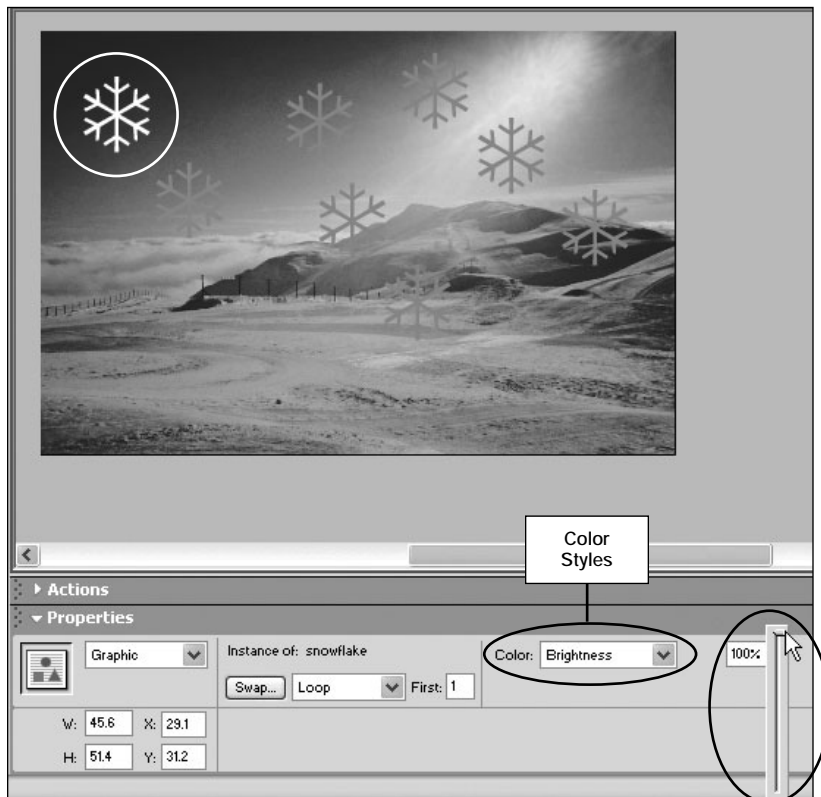 Color
Styles
Actions
Properties
Graphic
Instance of: snowflake
Color: Brightness
100%
Swap... Loop First: 1
W: 45.6 X: 29.1
H: 51.4 Y: 31.2